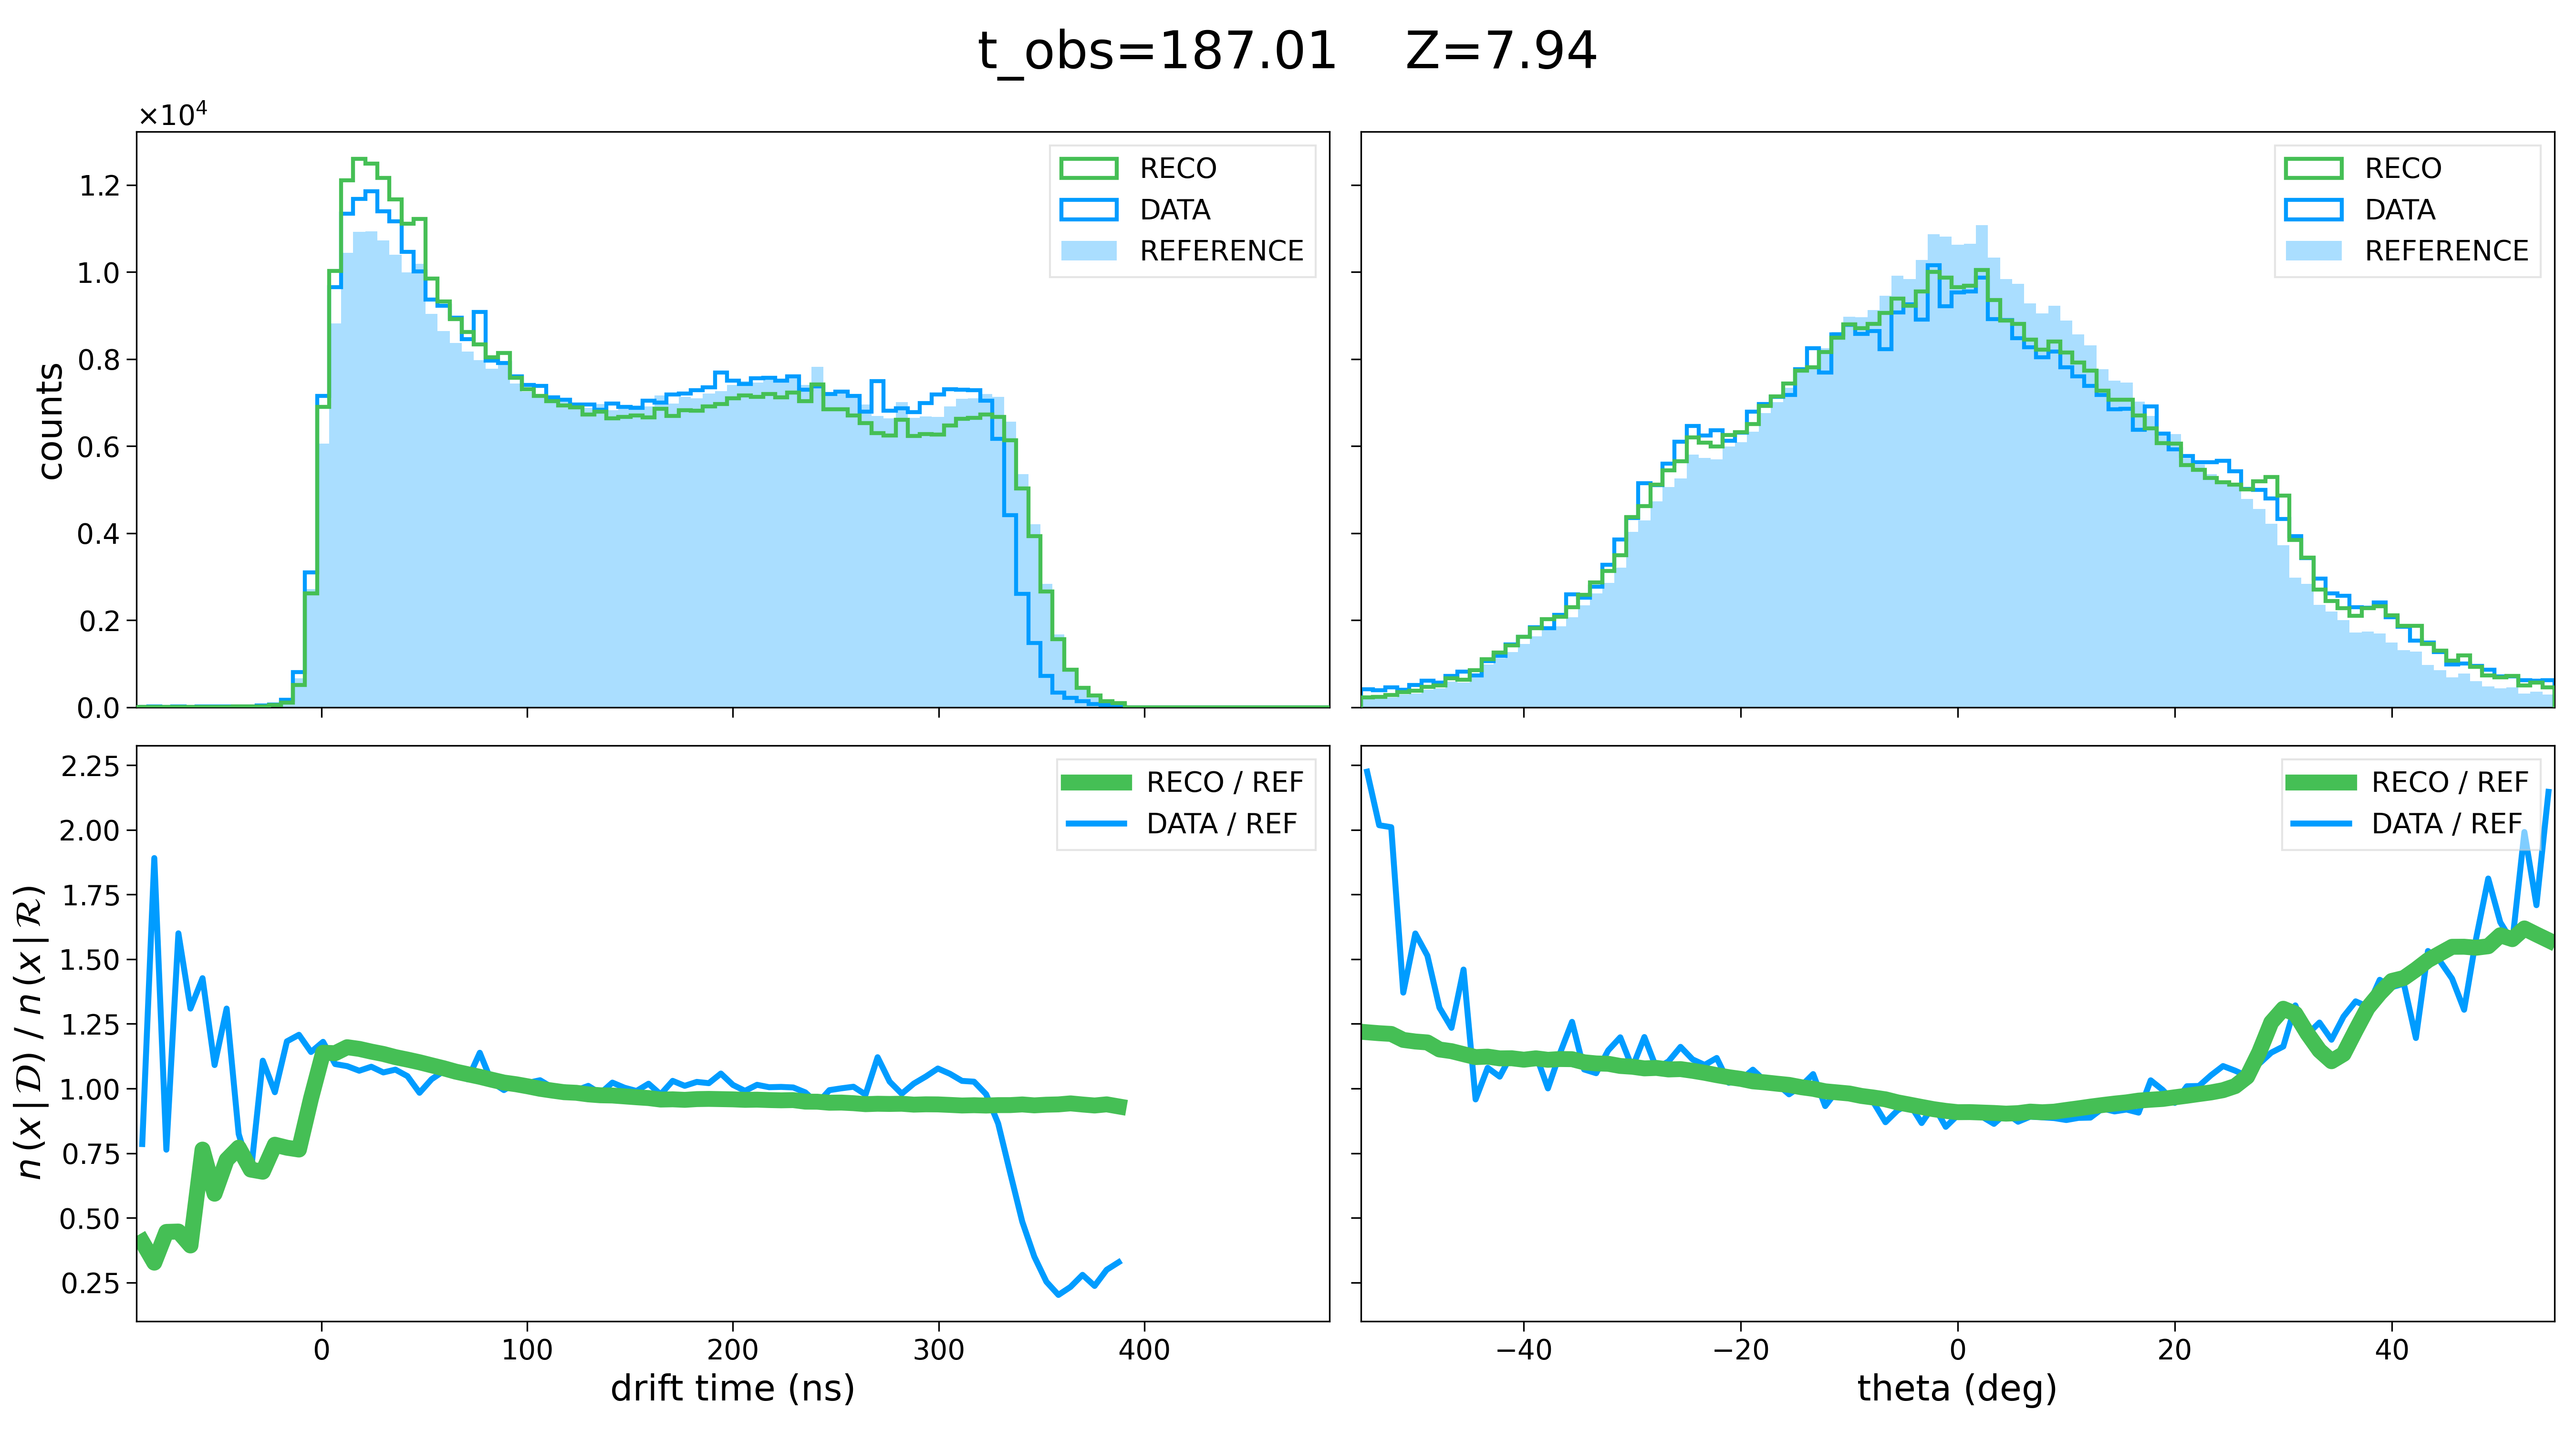 t_obs=187.01 Z=7.94
×10⁴
counts
1.2
1.0
0.8
0.6
0.4
0.2
0.0
RECO
DATA
REFERENCE
RECO
DATA
REFERENCE
n (x | 𝒟) / n (x | ℛ)
2.25
2.00
1.75
1.50
1.25
1.00
0.75
0.50
0.25
RECO / REF
DATA / REF
RECO / REF
DATA / REF
0 100 200 300 400
drift time (ns)
−40 −20 0 20 40
theta (deg)